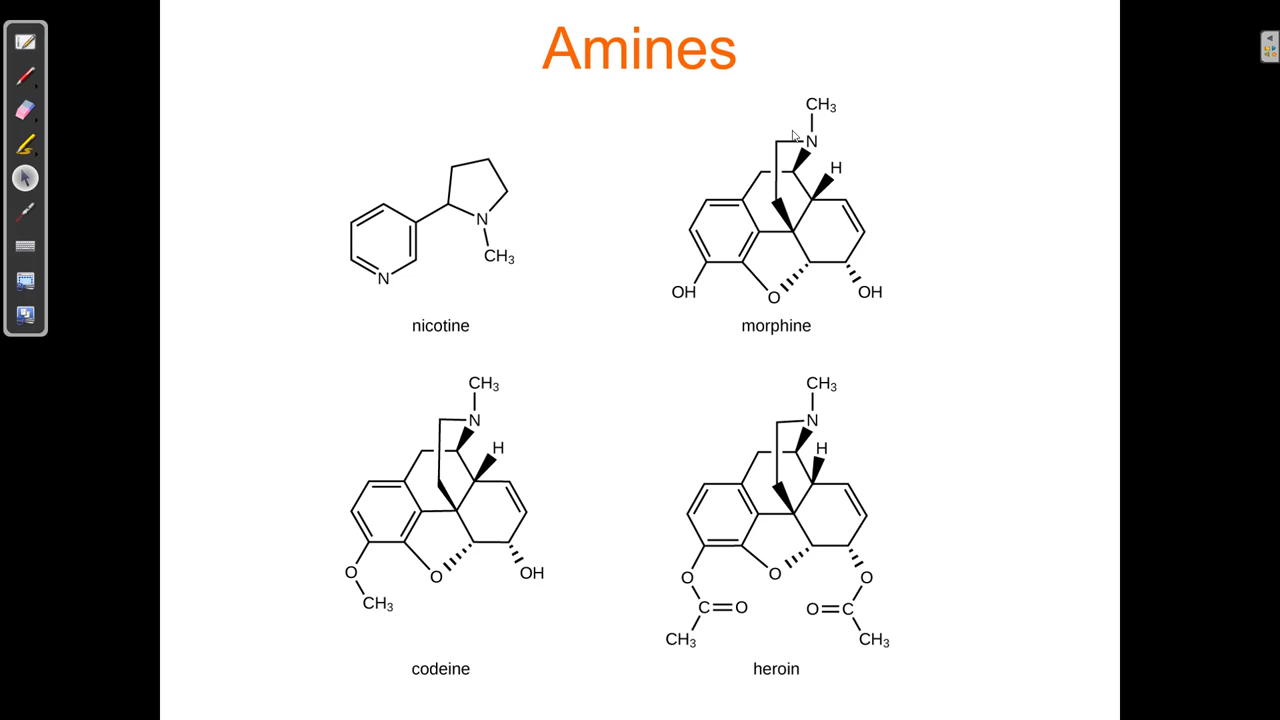 Amines
N
CH₃
N
nicotine
CH₃
N
H
OH
O
OH
morphine
CH₃
N
H
O
CH₃
O
OH
codeine
CH₃
N
H
O
O
O
C=O
O=C
CH₃
CH₃
heroin